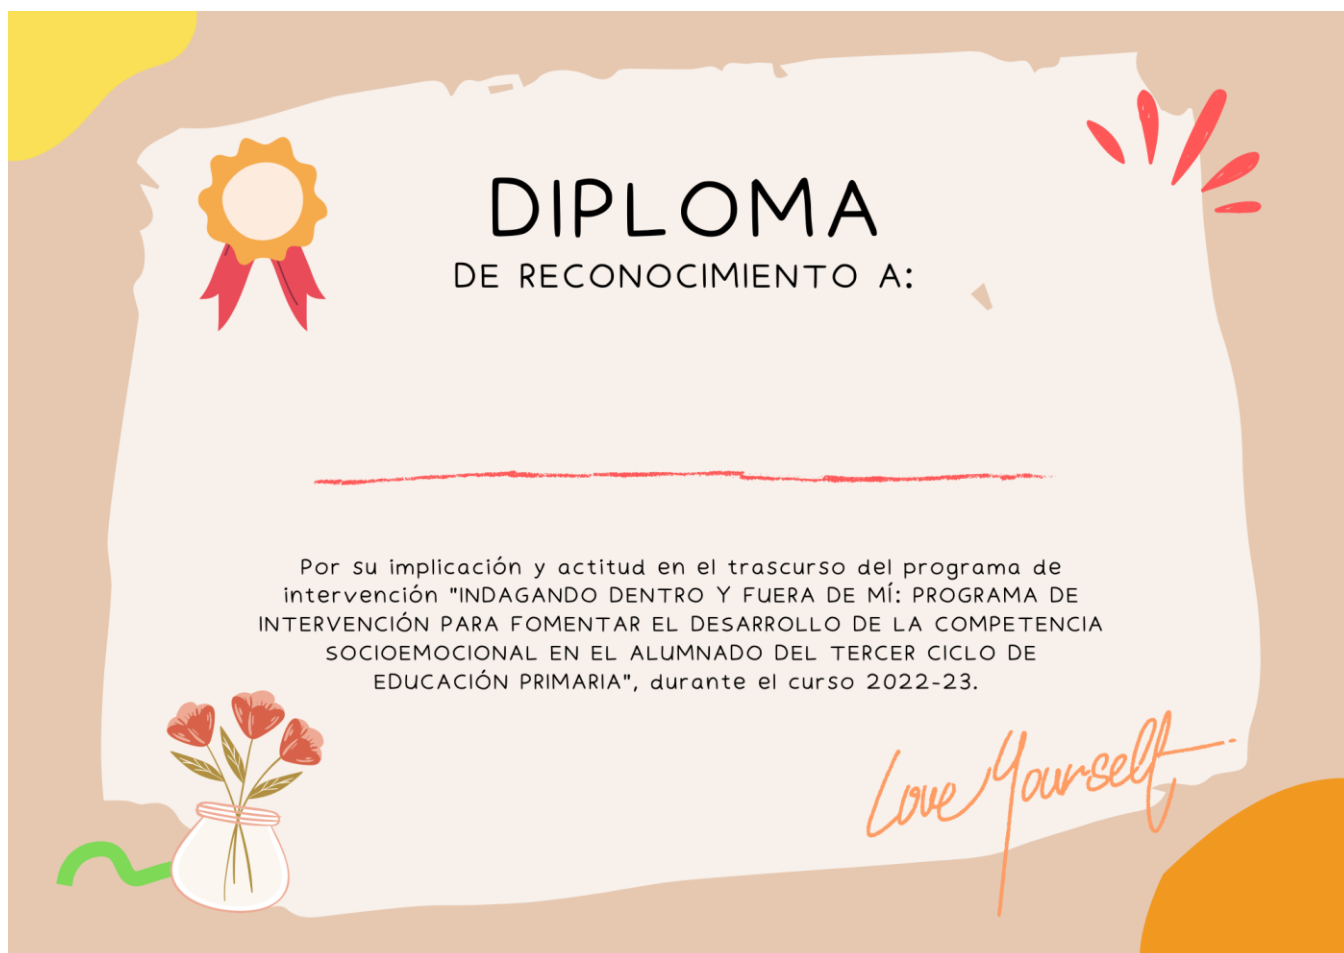 DIPLOMA
DE RECONOCIMIENTO A:
Por su implicación y actitud en el trascurso del programa de
intervención "INDAGANDO DENTRO Y FUERA DE MÍ: PROGRAMA DE
INTERVENCIÓN PARA FOMENTAR EL DESARROLLO DE LA COMPETENCIA
SOCIOEMOCIONAL EN EL ALUMNADO DEL TERCER CICLO DE
EDUCACIÓN PRIMARIA", durante el curso 2022-23.
Love Yourself